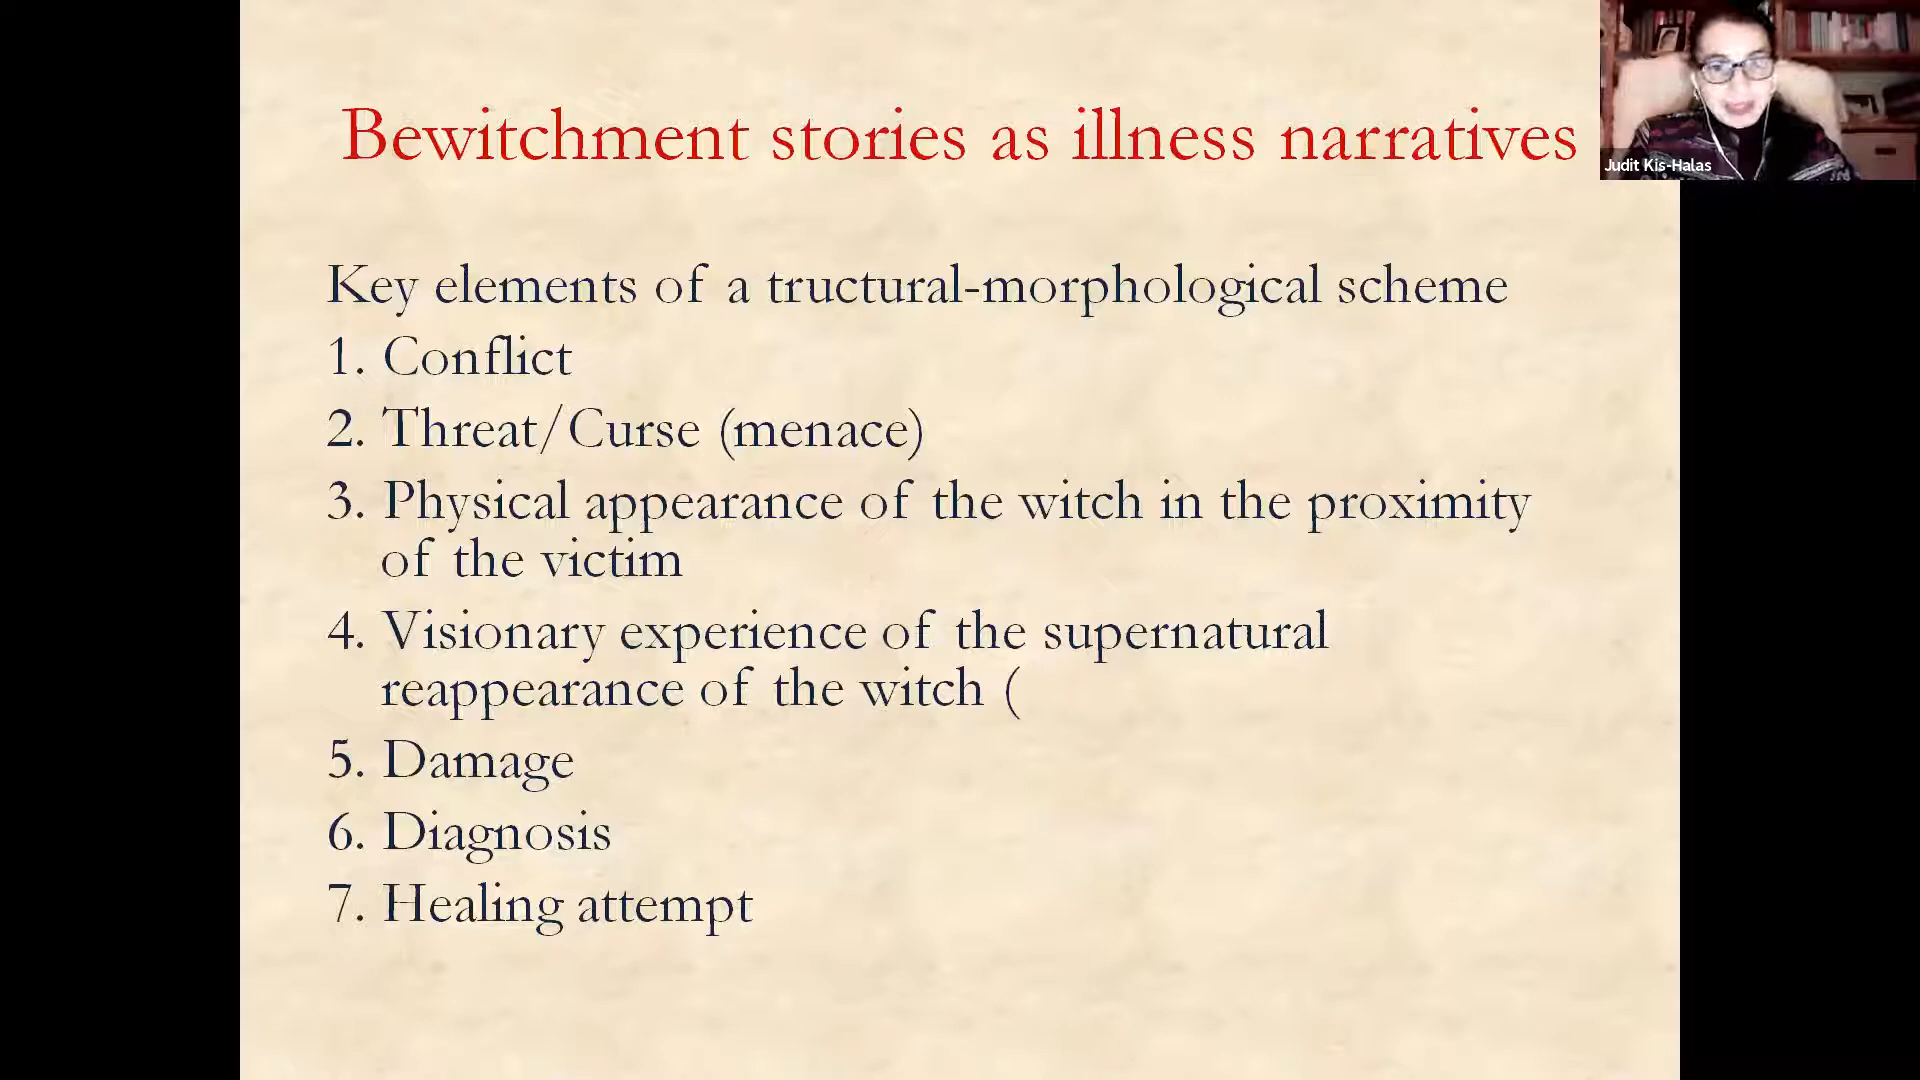 Bewitchment stories as illness narratives
Judit Kis-Halas
Key elements of a tructural-morphological scheme
1. Conflict
2. Threat/Curse (menace)
3. Physical appearance of the witch in the proximity
of the victim
4. Visionary experience of the supernatural
reappearance of the witch (
5. Damage
6. Diagnosis
7. Healing attempt